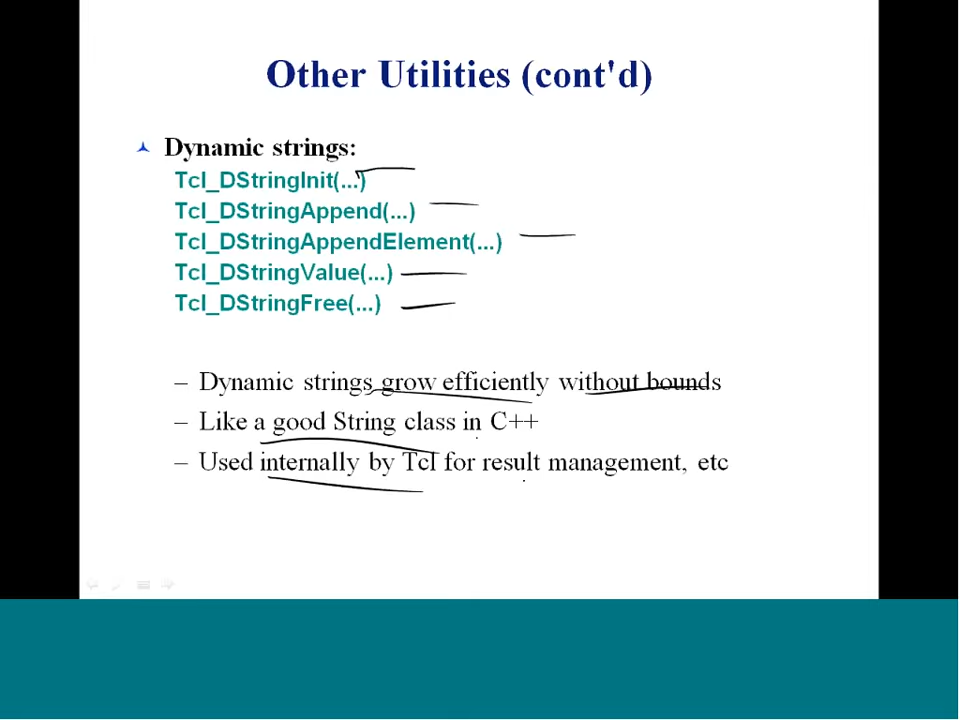 Other Utilities (cont'd)
Dynamic strings:
Tcl_DStringInit(...)
Tcl_DStringAppend(...)
Tcl_DStringAppendElement(...)
Tcl_DStringValue(...)
Tcl_DStringFree(...)
– Dynamic strings grow efficiently without bounds
– Like a good String class in C++
– Used internally by Tcl for result management, etc